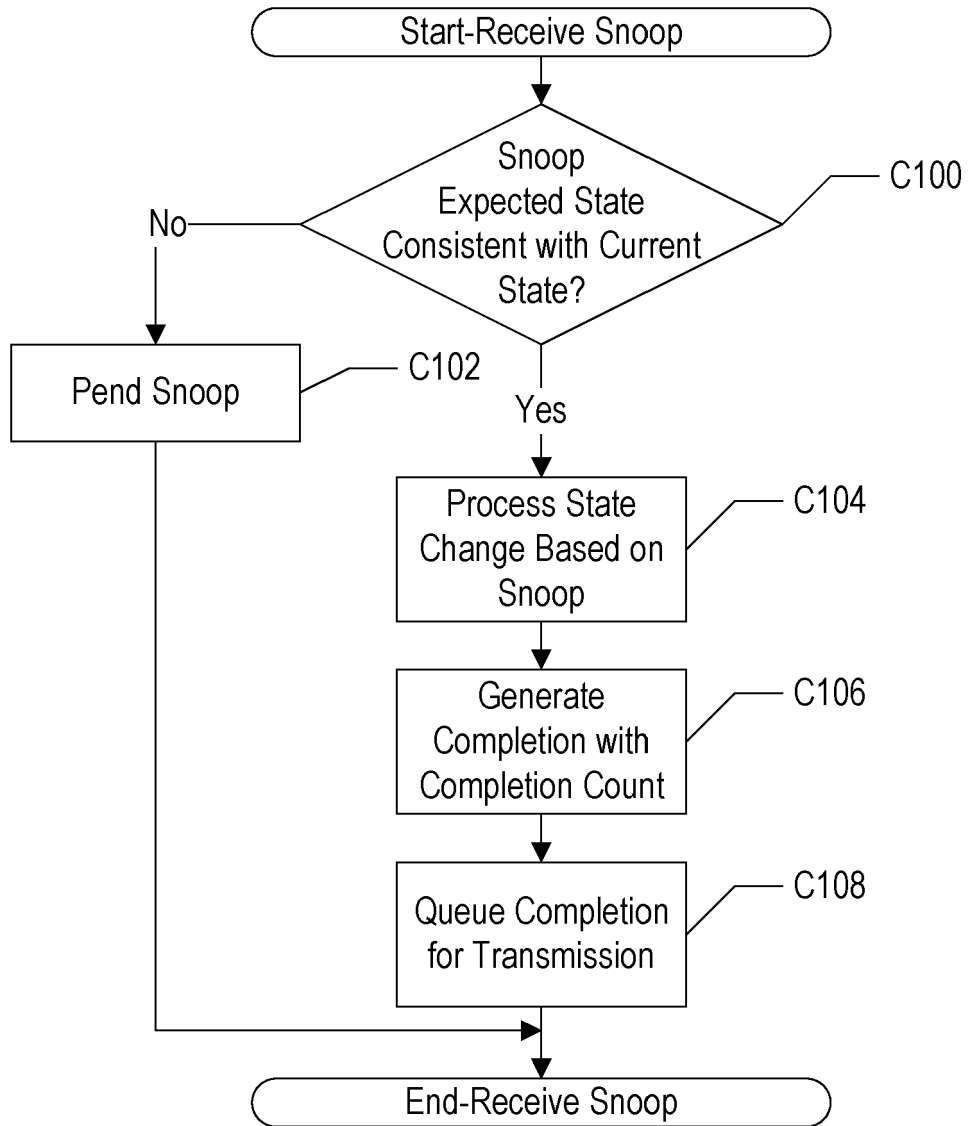 Start-Receive Snoop
Snoop
Expected State
Consistent with Current
State?
C100
No
Pend Snoop
C102
Yes
Process State
Change Based on
Snoop
C104
Generate
Completion with
Completion Count
C106
Queue Completion
for Transmission
C108
End-Receive Snoop